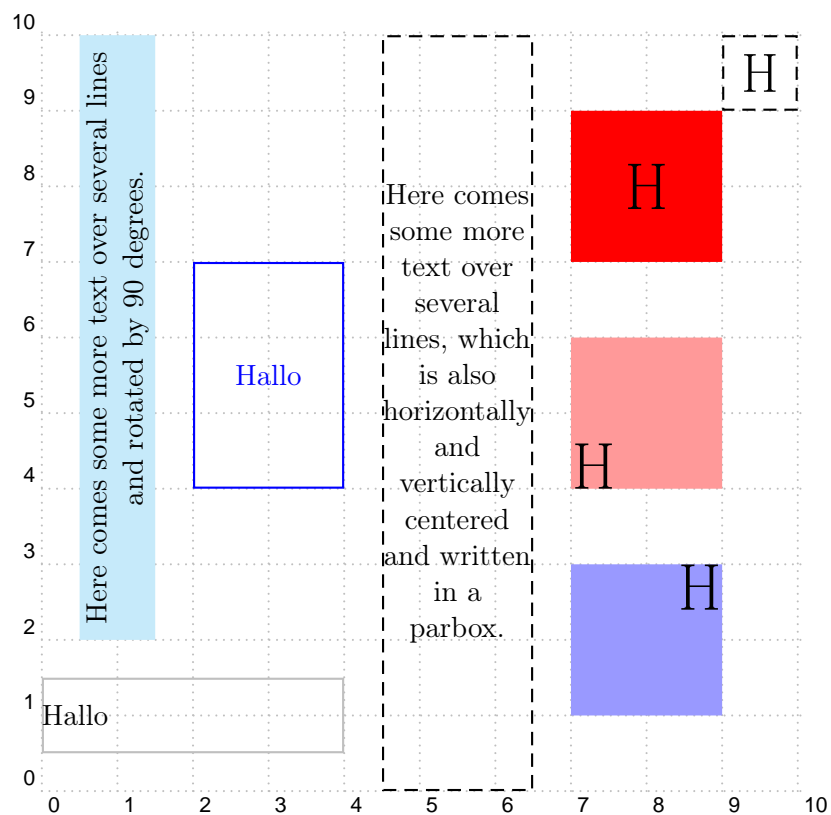 10
9
8
7
6
5
4
3
2
1
0
0 1 2 3 4 5 6 7 8 9 10
Here comes some more text over several lines
and rotated by 90 degrees.
Hallo
Hallo
Here comes
some more
text over
several
lines, which
is also
horizontally
and
vertically
centered
and written
in a
parbox.
H
H
H
H